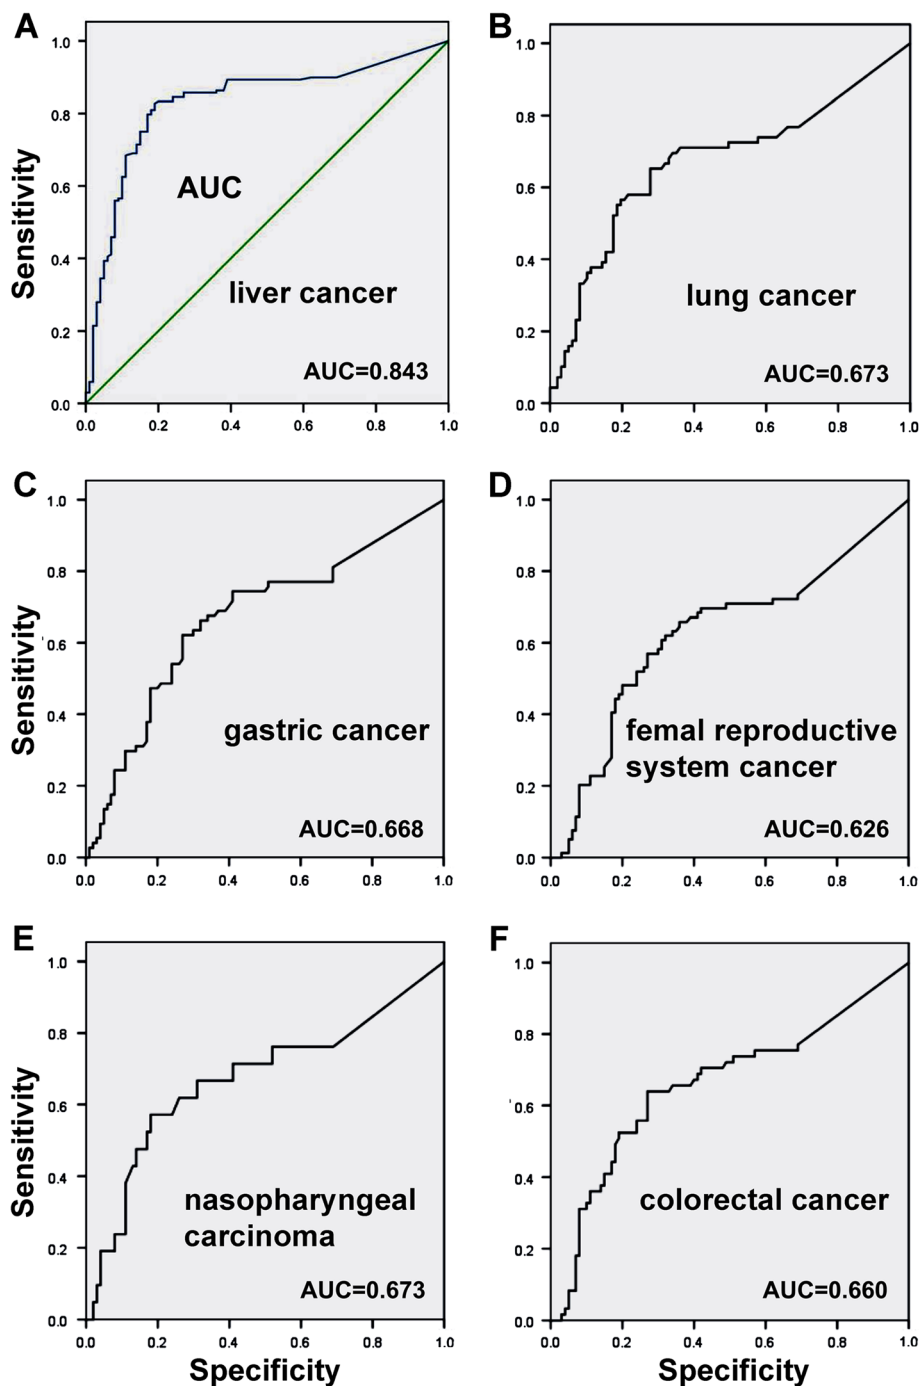 A
1.0
0.8
0.6
0.4
0.2
0.0
Sensitivity
AUC
liver cancer
AUC=0.843
0.0 0.2 0.4 0.6 0.8 1.0
B
1.0
0.8
0.6
0.4
0.2
0.0
lung cancer
AUC=0.673
0.0 0.2 0.4 0.6 0.8 1.0
C
1.0
0.8
0.6
0.4
0.2
0.0
Sensitivity
gastric cancer
AUC=0.668
0.0 0.2 0.4 0.6 0.8 1.0
D
1.0
0.8
0.6
0.4
0.2
0.0
femal reproductive
system cancer
AUC=0.626
0.0 0.2 0.4 0.6 0.8 1.0
E
1.0
0.8
0.6
0.4
0.2
0.0
Sensitivity
nasopharyngeal
carcinoma
AUC=0.673
0.0 0.2 0.4 0.6 0.8 1.0
Specificity
F
1.0
0.8
0.6
0.4
0.2
0.0
colorectal cancer
AUC=0.660
0.0 0.2 0.4 0.6 0.8 1.0
Specificity